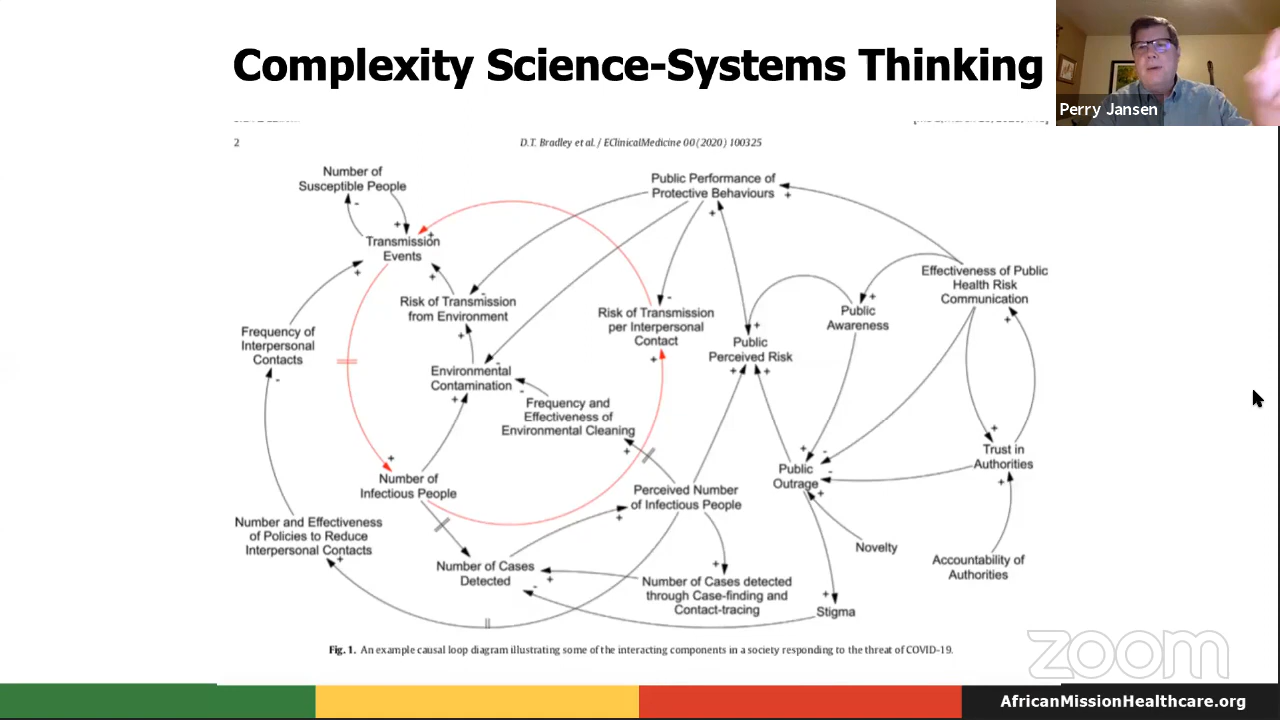 Complexity Science-Systems Thinking
Perry Jansen
2
D.T. Bradley et al. / EClinicalMedicine 00 (2020) 100325
Number of
Susceptible People
Public Performance of
Protective Behaviours
Transmission
Events
Effectiveness of Public
Health Risk
Communication
Risk of Transmission
from Environment
Risk of Transmission
per Interpersonal
Contact
Public
Awareness
Frequency of
Interpersonal
Contacts
Public
Perceived Risk
Environmental
Contamination
Frequency and
Effectiveness of
Environmental Cleaning
Number of
Infectious People
Perceived Number
of Infectious People
Public
Outrage
Trust in
Authorities
Number and Effectiveness
of Policies to Reduce
Interpersonal Contacts
Number of Cases
Detected
Number of Cases detected
through Case-finding and
Contact-tracing
Novelty
Accountability of
Authorities
Stigma
Fig. 1. An example causal loop diagram illustrating some of the interacting components in a society responding to the threat of COVID-19.
zoom
AfricanMissionHealthcare.org